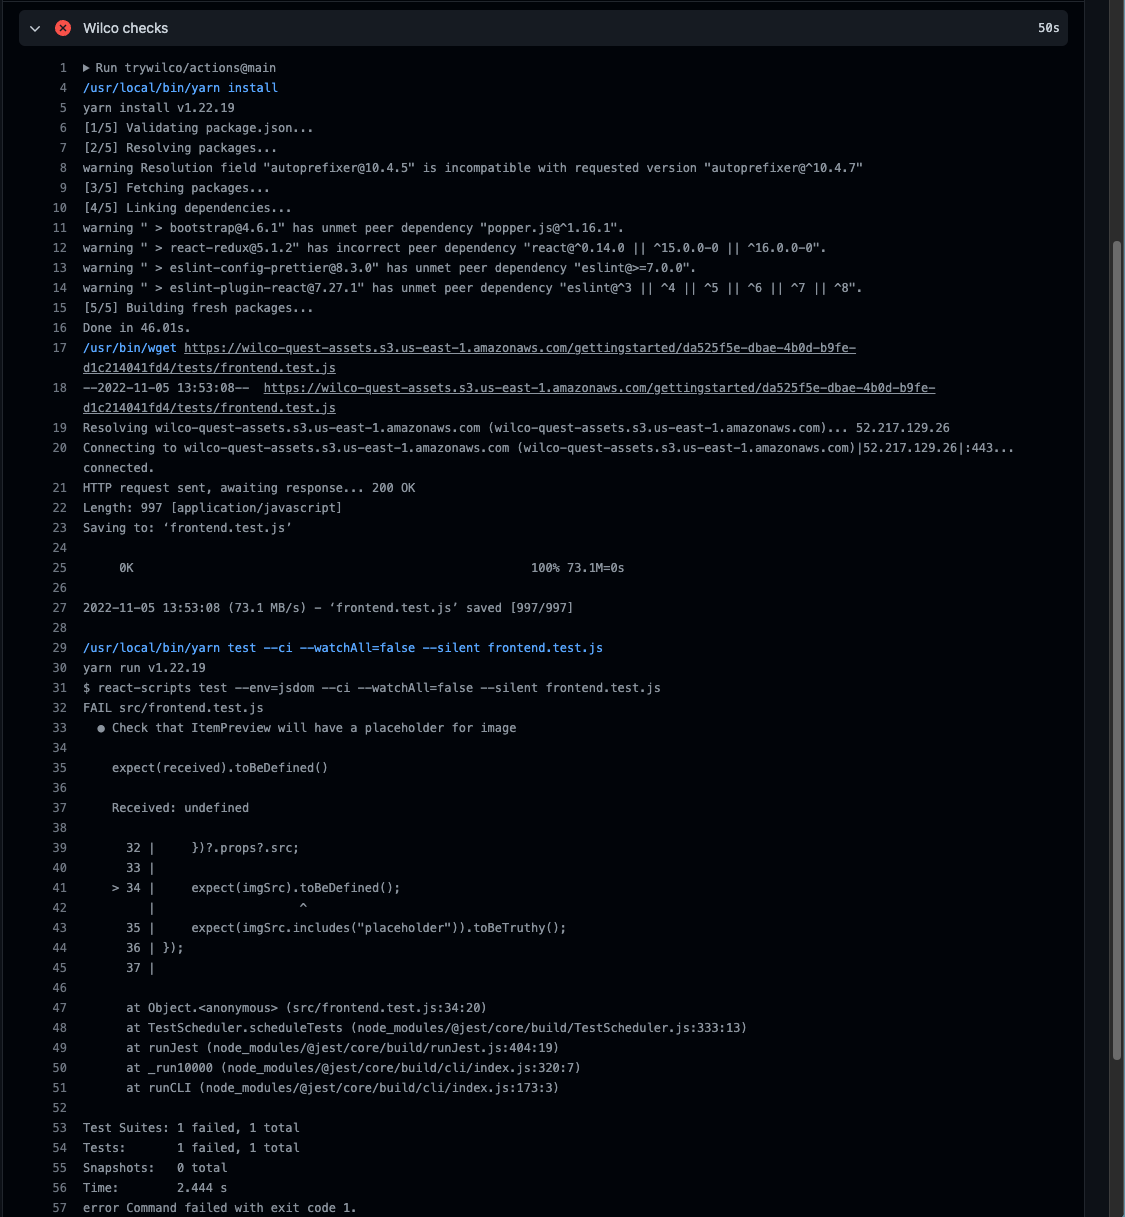 Wilco checks 50s
1 ▶ Run trywilco/actions@main
4 /usr/local/bin/yarn install
5 yarn install v1.22.19
6 [1/5] Validating package.json...
7 [2/5] Resolving packages...
8 warning Resolution field "autoprefixer@10.4.5" is incompatible with requested version "autoprefixer@^10.4.7"
9 [3/5] Fetching packages...
10 [4/5] Linking dependencies...
11 warning " > bootstrap@4.6.1" has unmet peer dependency "popper.js@^1.16.1".
12 warning " > react-redux@5.1.2" has incorrect peer dependency "react@^0.14.0 || ^15.0.0-0 || ^16.0.0-0".
13 warning " > eslint-config-prettier@8.3.0" has unmet peer dependency "eslint@>=7.0.0".
14 warning " > eslint-plugin-react@7.27.1" has unmet peer dependency "eslint@^3 || ^4 || ^5 || ^6 || ^7 || ^8".
15 [5/5] Building fresh packages...
16 Done in 46.01s.
17 /usr/bin/wget https://wilco-quest-assets.s3.us-east-1.amazonaws.com/gettingstarted/da525f5e-dbae-4b0d-b9fe-
d1c214041fd4/tests/frontend.test.js
18 --2022-11-05 13:53:08--  https://wilco-quest-assets.s3.us-east-1.amazonaws.com/gettingstarted/da525f5e-dbae-4b0d-b9fe-
d1c214041fd4/tests/frontend.test.js
19 Resolving wilco-quest-assets.s3.us-east-1.amazonaws.com (wilco-quest-assets.s3.us-east-1.amazonaws.com)... 52.217.129.26
20 Connecting to wilco-quest-assets.s3.us-east-1.amazonaws.com (wilco-quest-assets.s3.us-east-1.amazonaws.com)|52.217.129.26|:443...
connected.
21 HTTP request sent, awaiting response... 200 OK
22 Length: 997 [application/javascript]
23 Saving to: ‘frontend.test.js’
24
25      0K                                                       100% 73.1M=0s
26
27 2022-11-05 13:53:08 (73.1 MB/s) - ‘frontend.test.js’ saved [997/997]
28
29 /usr/local/bin/yarn test --ci --watchAll=false --silent frontend.test.js
30 yarn run v1.22.19
31 $ react-scripts test --env=jsdom --ci --watchAll=false --silent frontend.test.js
32 FAIL src/frontend.test.js
33   ● Check that ItemPreview will have a placeholder for image
34
35     expect(received).toBeDefined()
36
37     Received: undefined
38
39       32 |     })?.props?.src;
40       33 |
41     > 34 |     expect(imgSrc).toBeDefined();
42          |                    ^
43       35 |     expect(imgSrc.includes("placeholder")).toBeTruthy();
44       36 | });
45       37 |
46
47       at Object.<anonymous> (src/frontend.test.js:34:20)
48       at TestScheduler.scheduleTests (node_modules/@jest/core/build/TestScheduler.js:333:13)
49       at runJest (node_modules/@jest/core/build/runJest.js:404:19)
50       at _run10000 (node_modules/@jest/core/build/cli/index.js:320:7)
51       at runCLI (node_modules/@jest/core/build/cli/index.js:173:3)
52
53 Test Suites: 1 failed, 1 total
54 Tests:       1 failed, 1 total
55 Snapshots:   0 total
56 Time:        2.444 s
57 error Command failed with exit code 1.